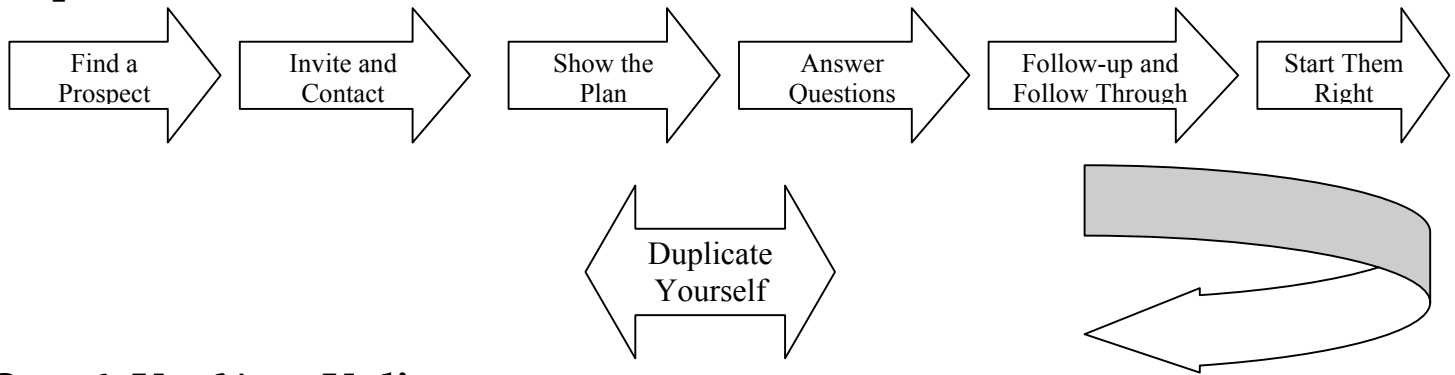 Find a
Prospect
Invite and
Contact
Show the
Plan
Answer
Questions
Follow-up and
Follow Through
Start Them
Right
Duplicate
Yourself